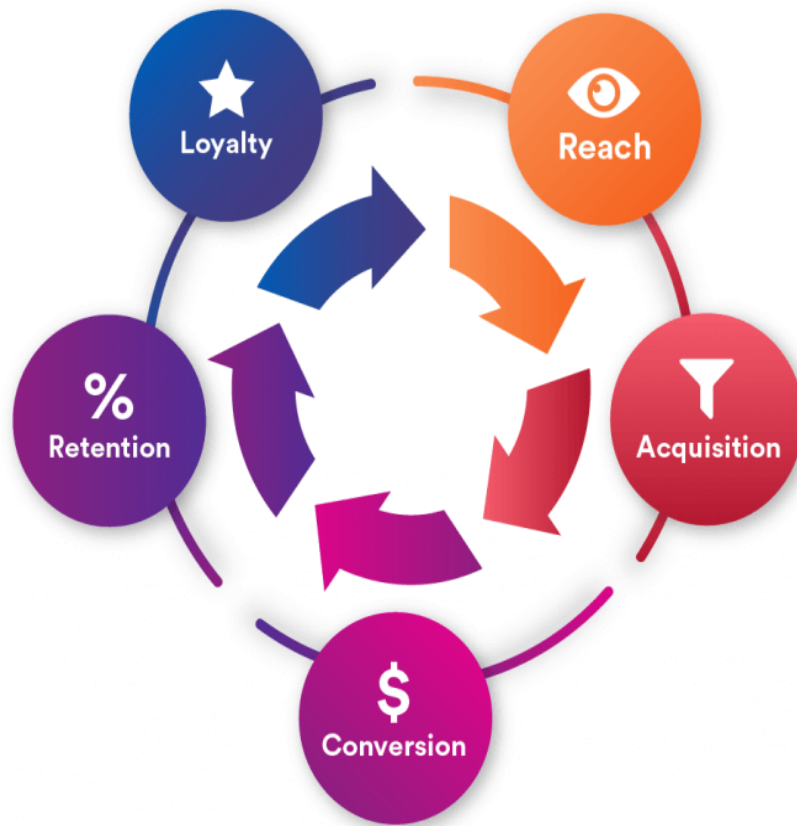 Loyalty
Reach
%
Retention
Acquisition
$
Conversion